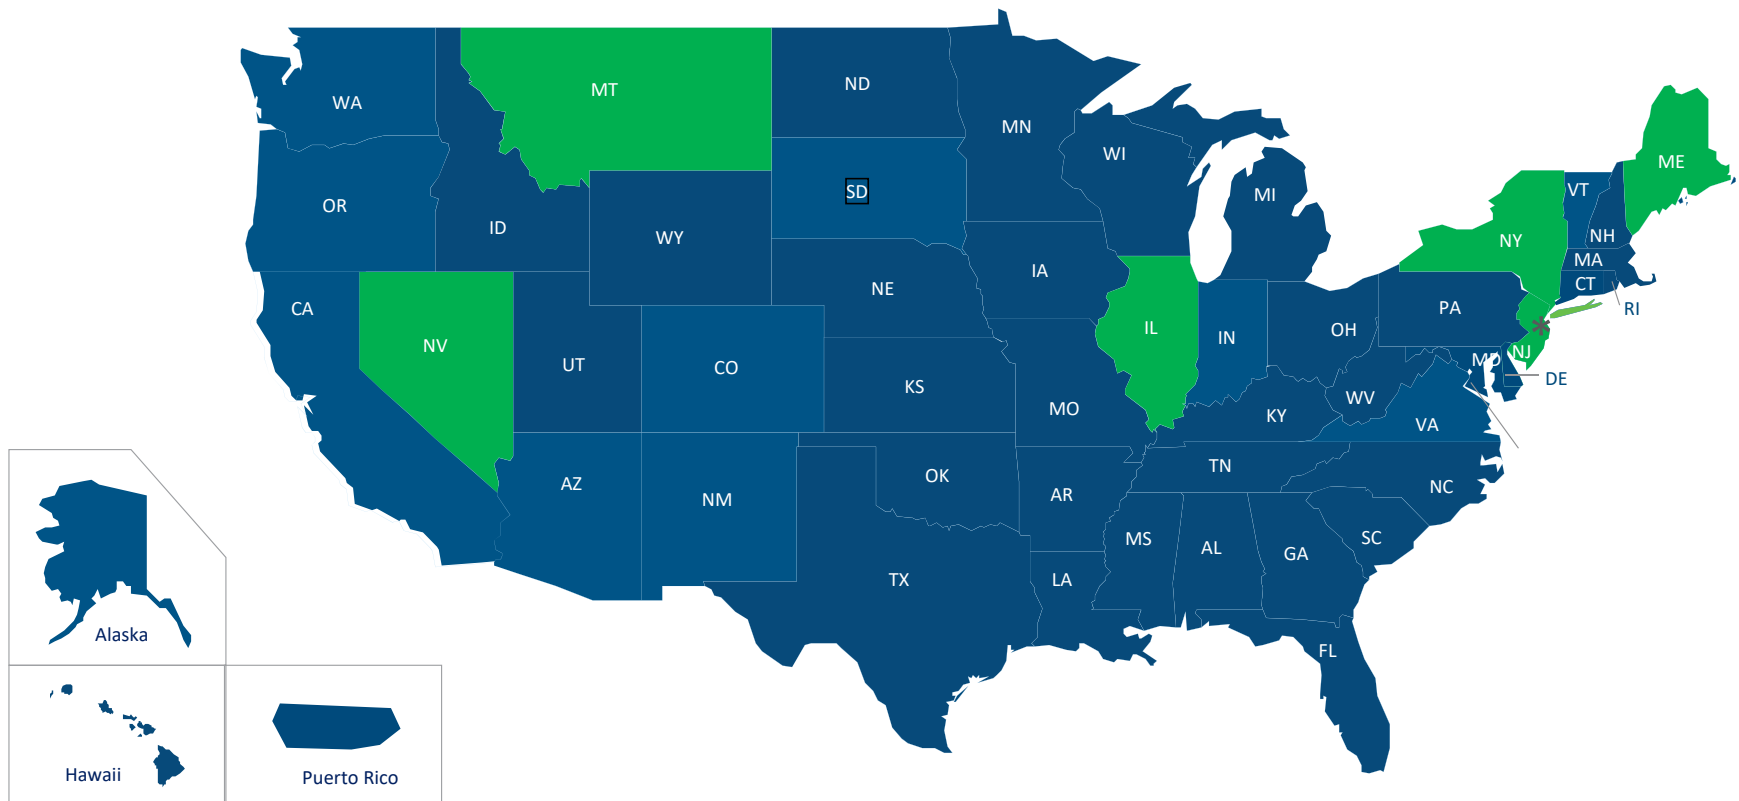 WA
MT
ND
MN
WI
MI
ME
VT
NH
OR
ID
WY
SD
NY
MA
CT
RI
IA
NE
PA
CA
NV
UT
CO
IL
IN
OH
NJ
MD
DE
KS
MO
KY
WV
VA
AZ
NM
OK
AR
TN
NC
MS
AL
GA
SC
TX
LA
FL
*
Alaska
Hawaii
Puerto Rico